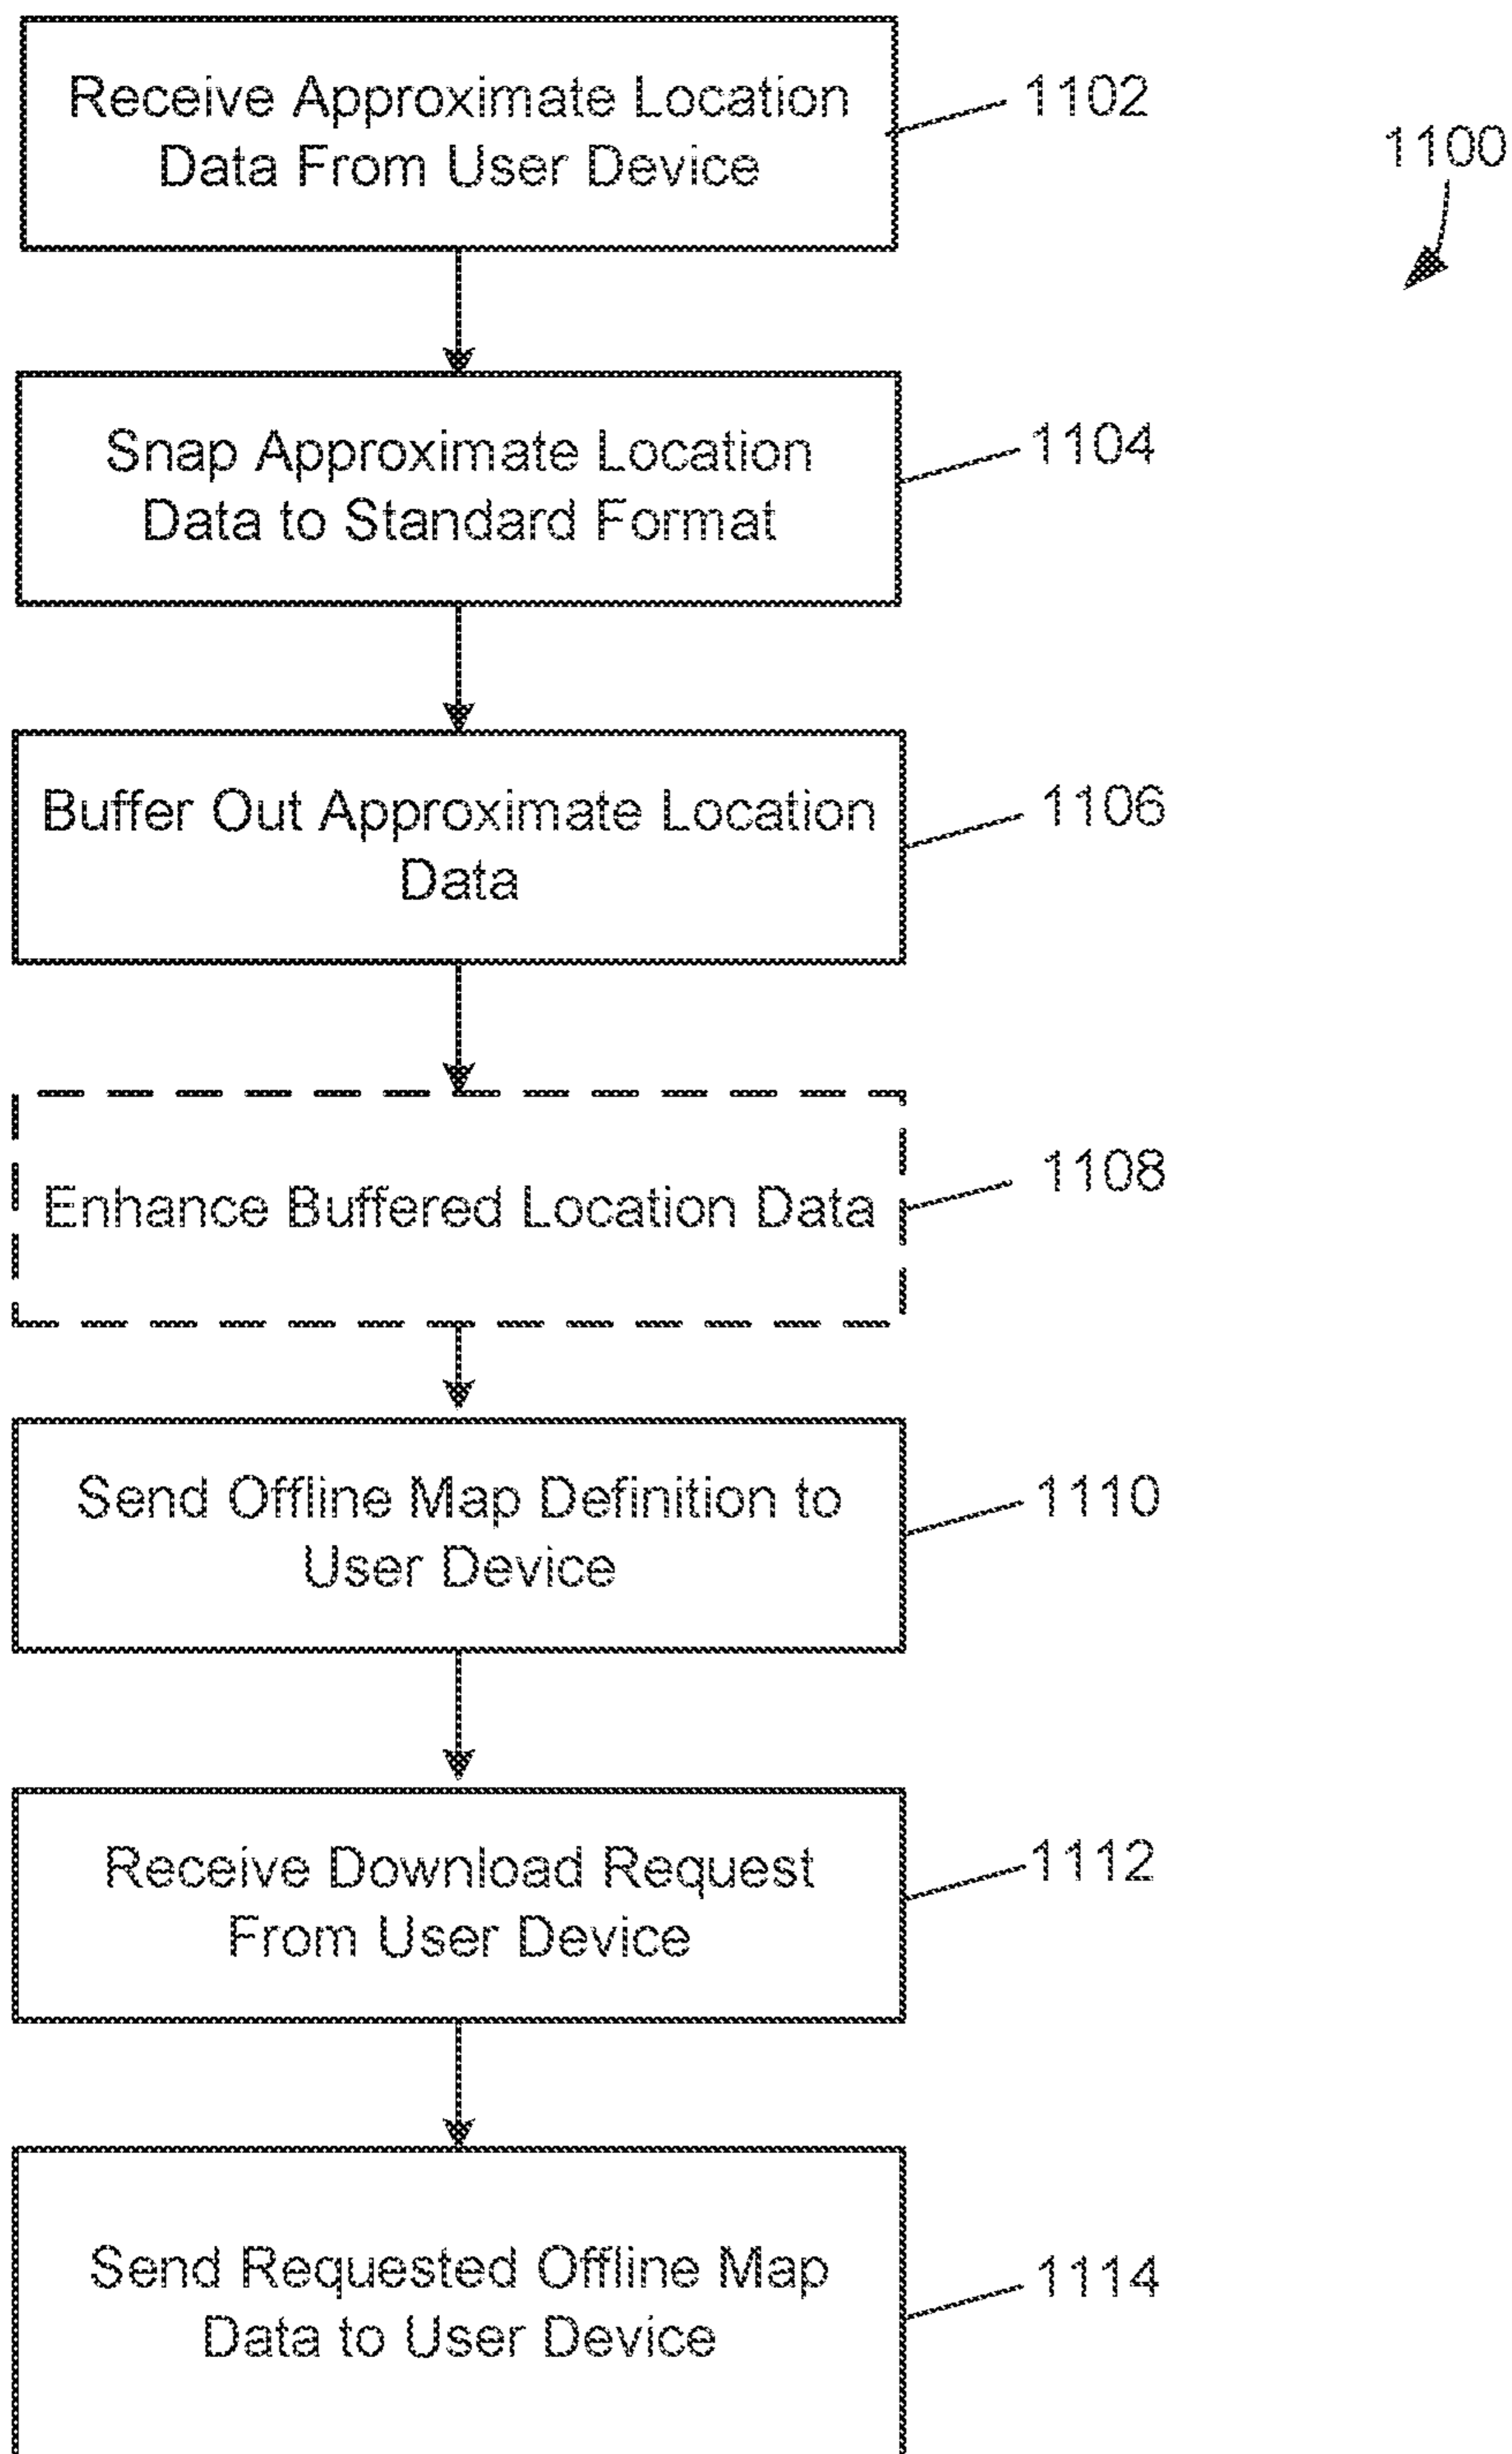 Receive Approximate Location
Data From User Device
1102
1100
Snap Approximate Location
Data to Standard Format
1104
Buffer Out Approximate Location
Data
1106
Enhance Buffered Location Data
1108
Send Offline Map Definition to
User Device
1110
Receive Download Request
From User Device
1112
Send Requested Offline Map
Data to User Device
1114